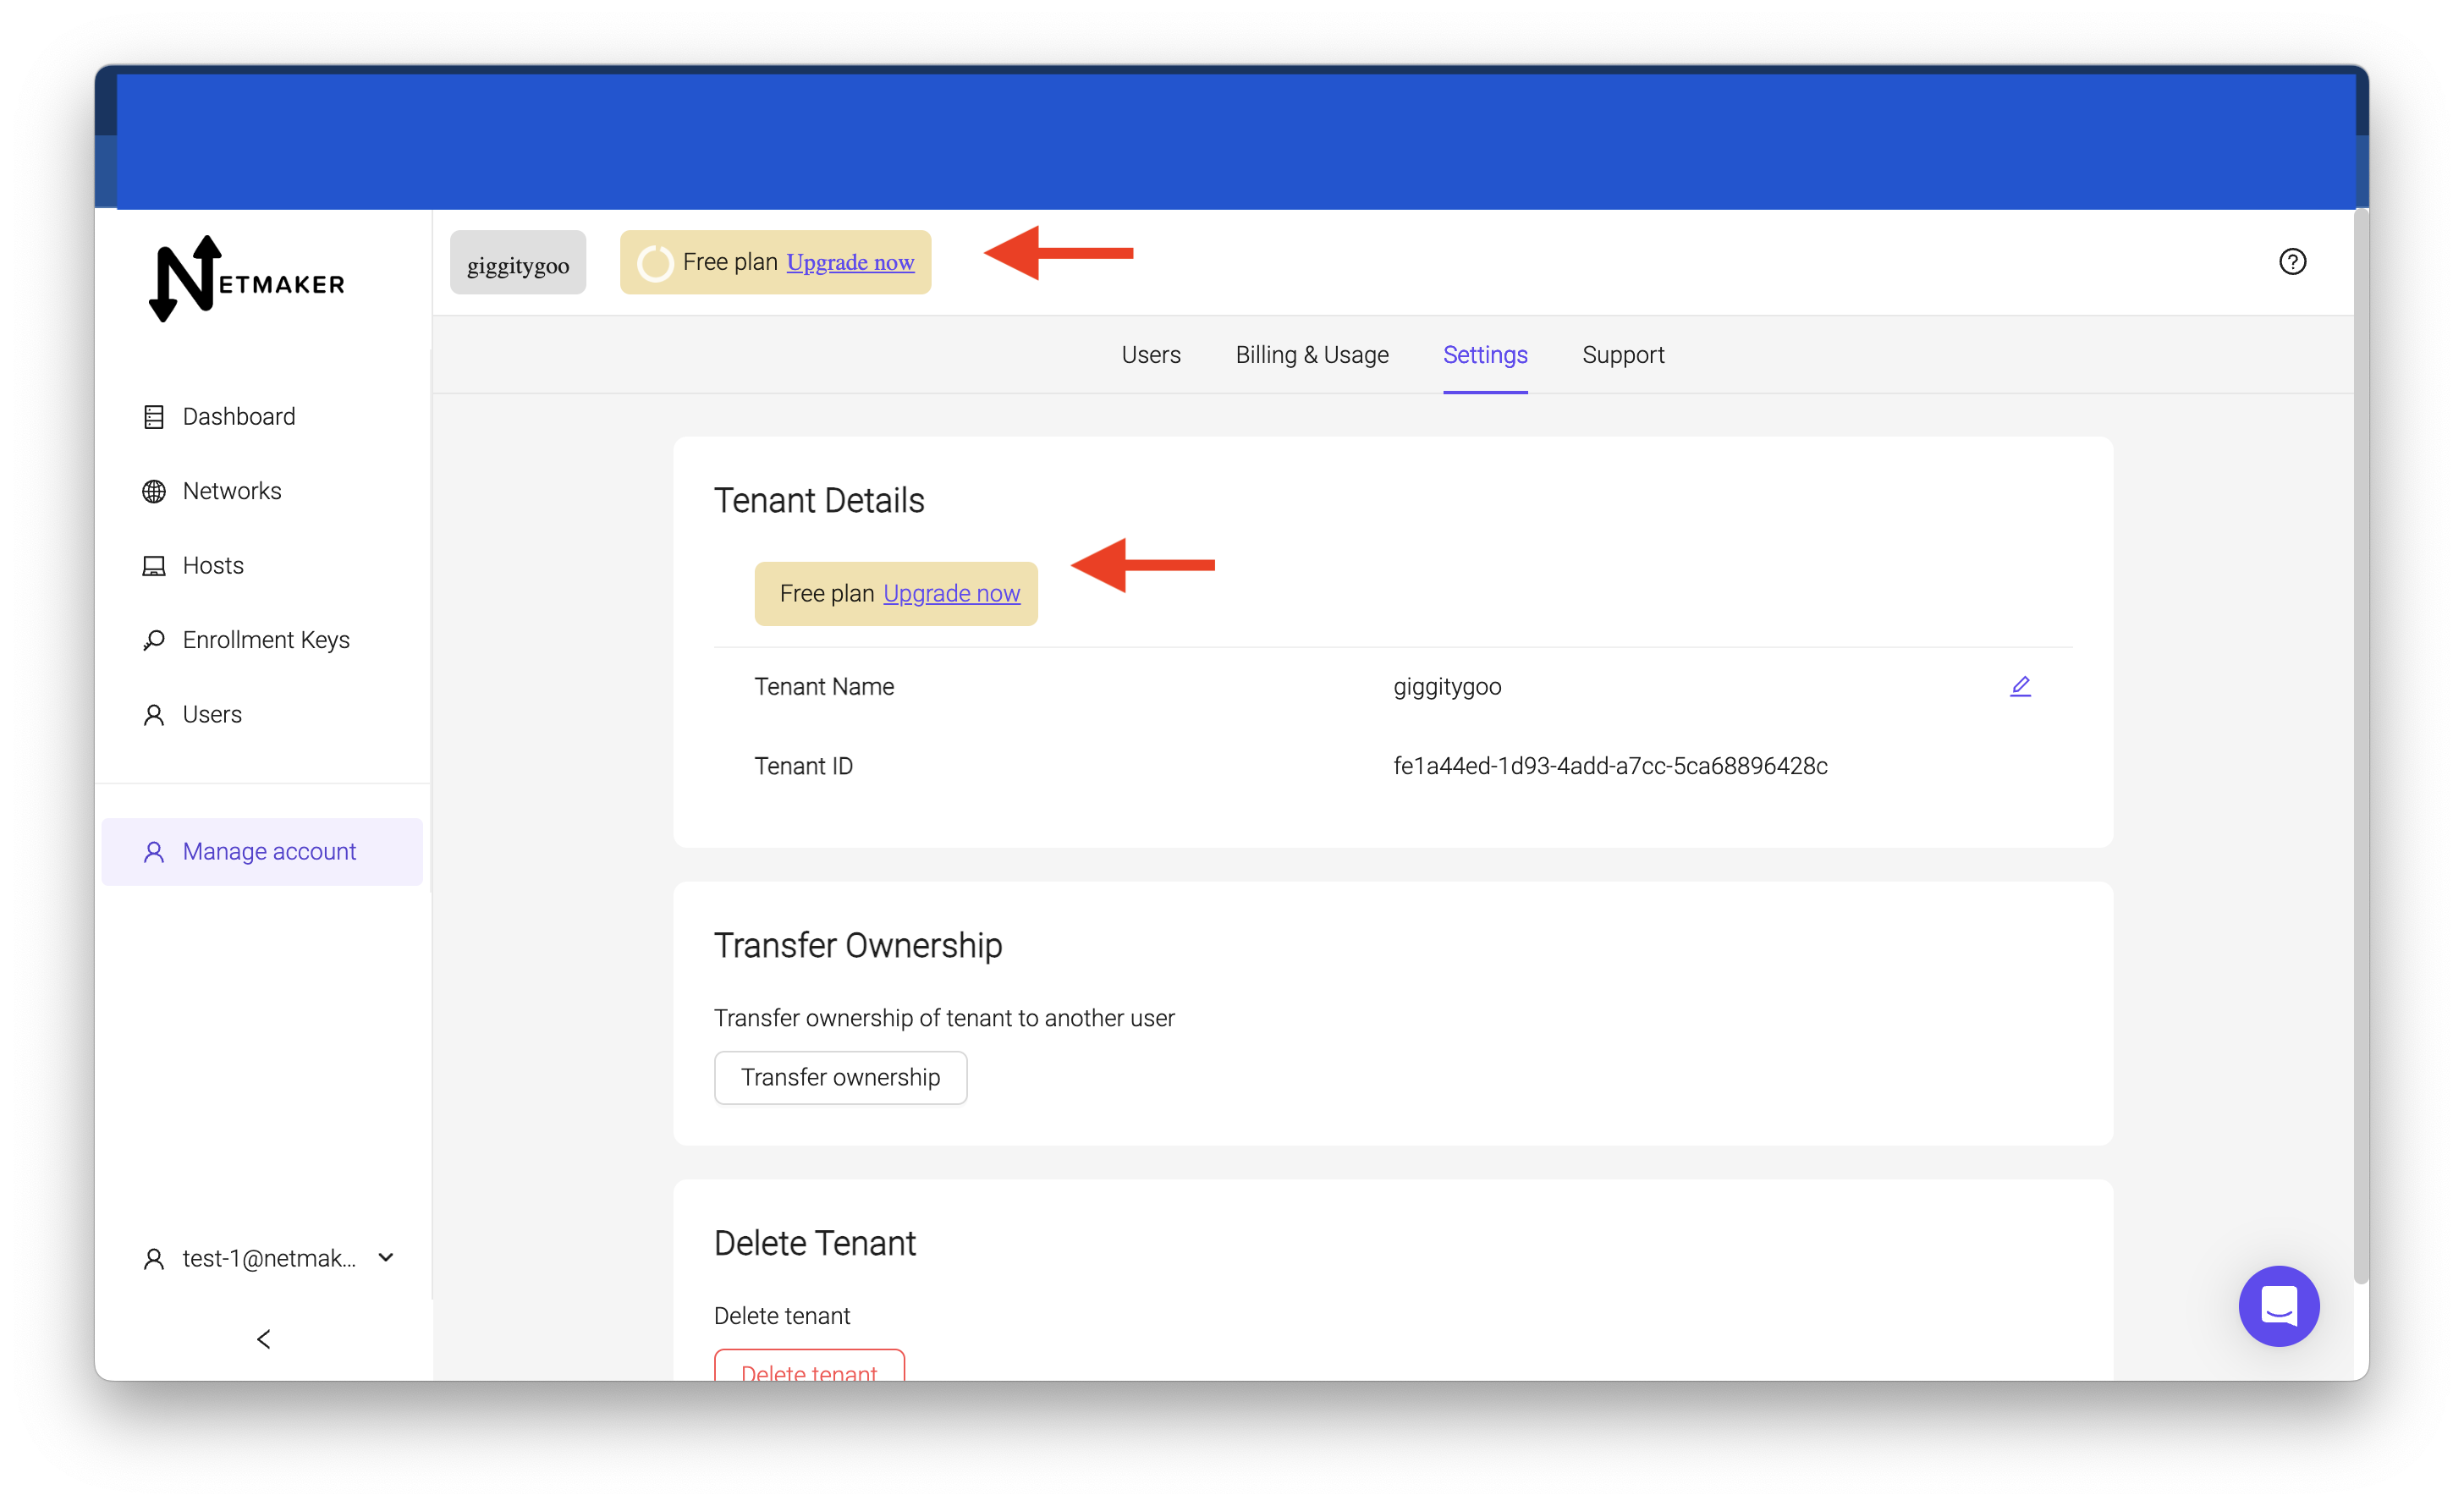 NETMAKER
giggitygoo
Free plan Upgrade now
Users Billing & Usage Settings Support
Dashboard
Networks
Hosts
Enrollment Keys
Users
Manage account
test-1@netmak...
Tenant Details
Free plan Upgrade now
Tenant Name giggitygoo
Tenant ID fe1a44ed-1d93-4add-a7cc-5ca68896428c
Transfer Ownership
Transfer ownership of tenant to another user
Transfer ownership
Delete Tenant
Delete tenant
Delete tenant